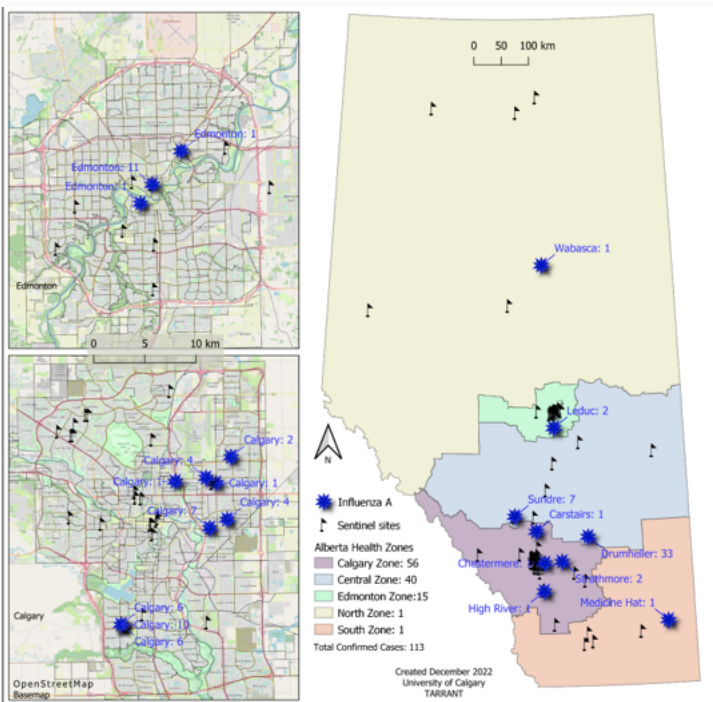 Edmonton: 1
Edmonton: 11
Edmonton: 1
Edmonton
0 5 10 km
Calgary: 2
Calgary: 4
Calgary: 1
Calgary: 1
Calgary: 4
Calgary: 7
Calgary: 6
Calgary
Calgary: 10
Calgary: 6
OpenStreetMap
Basemap
0 50 100 km
Wabasca: 1
Leduc: 2
Sundre: 7
Carstairs: 1
Drumheller: 33
Chestermere:
Strathmore: 2
High River: 1
Medicine Hat: 1
N
Influenza A
Sentinel sites
Alberta Health Zones
Calgary Zone: 56
Central Zone: 40
Edmonton Zone:15
North Zone: 1
South Zone: 1
Total Confirmed Cases: 113
Created December 2022
University of Calgary
TARRANT